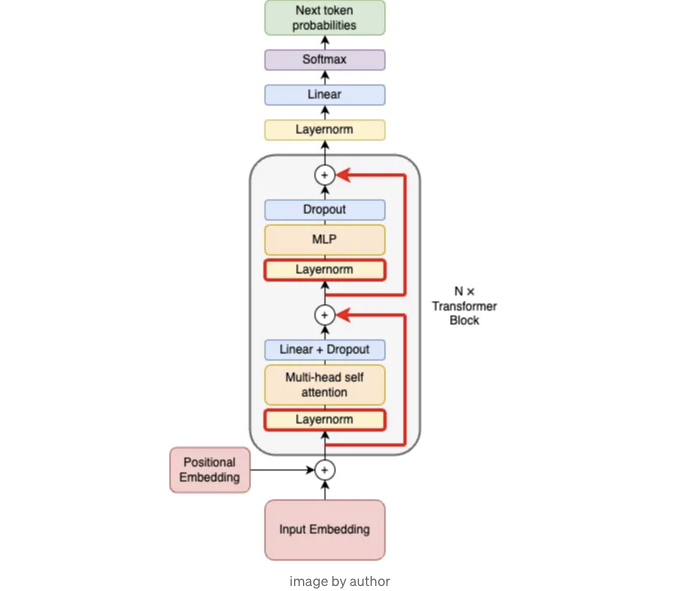 Next token
probabilities
Softmax
Linear
Layernorm
Dropout
MLP
Layernorm
N ×
Transformer
Block
Linear + Dropout
Multi-head self
attention
Layernorm
Positional
Embedding
Input Embedding
image by author